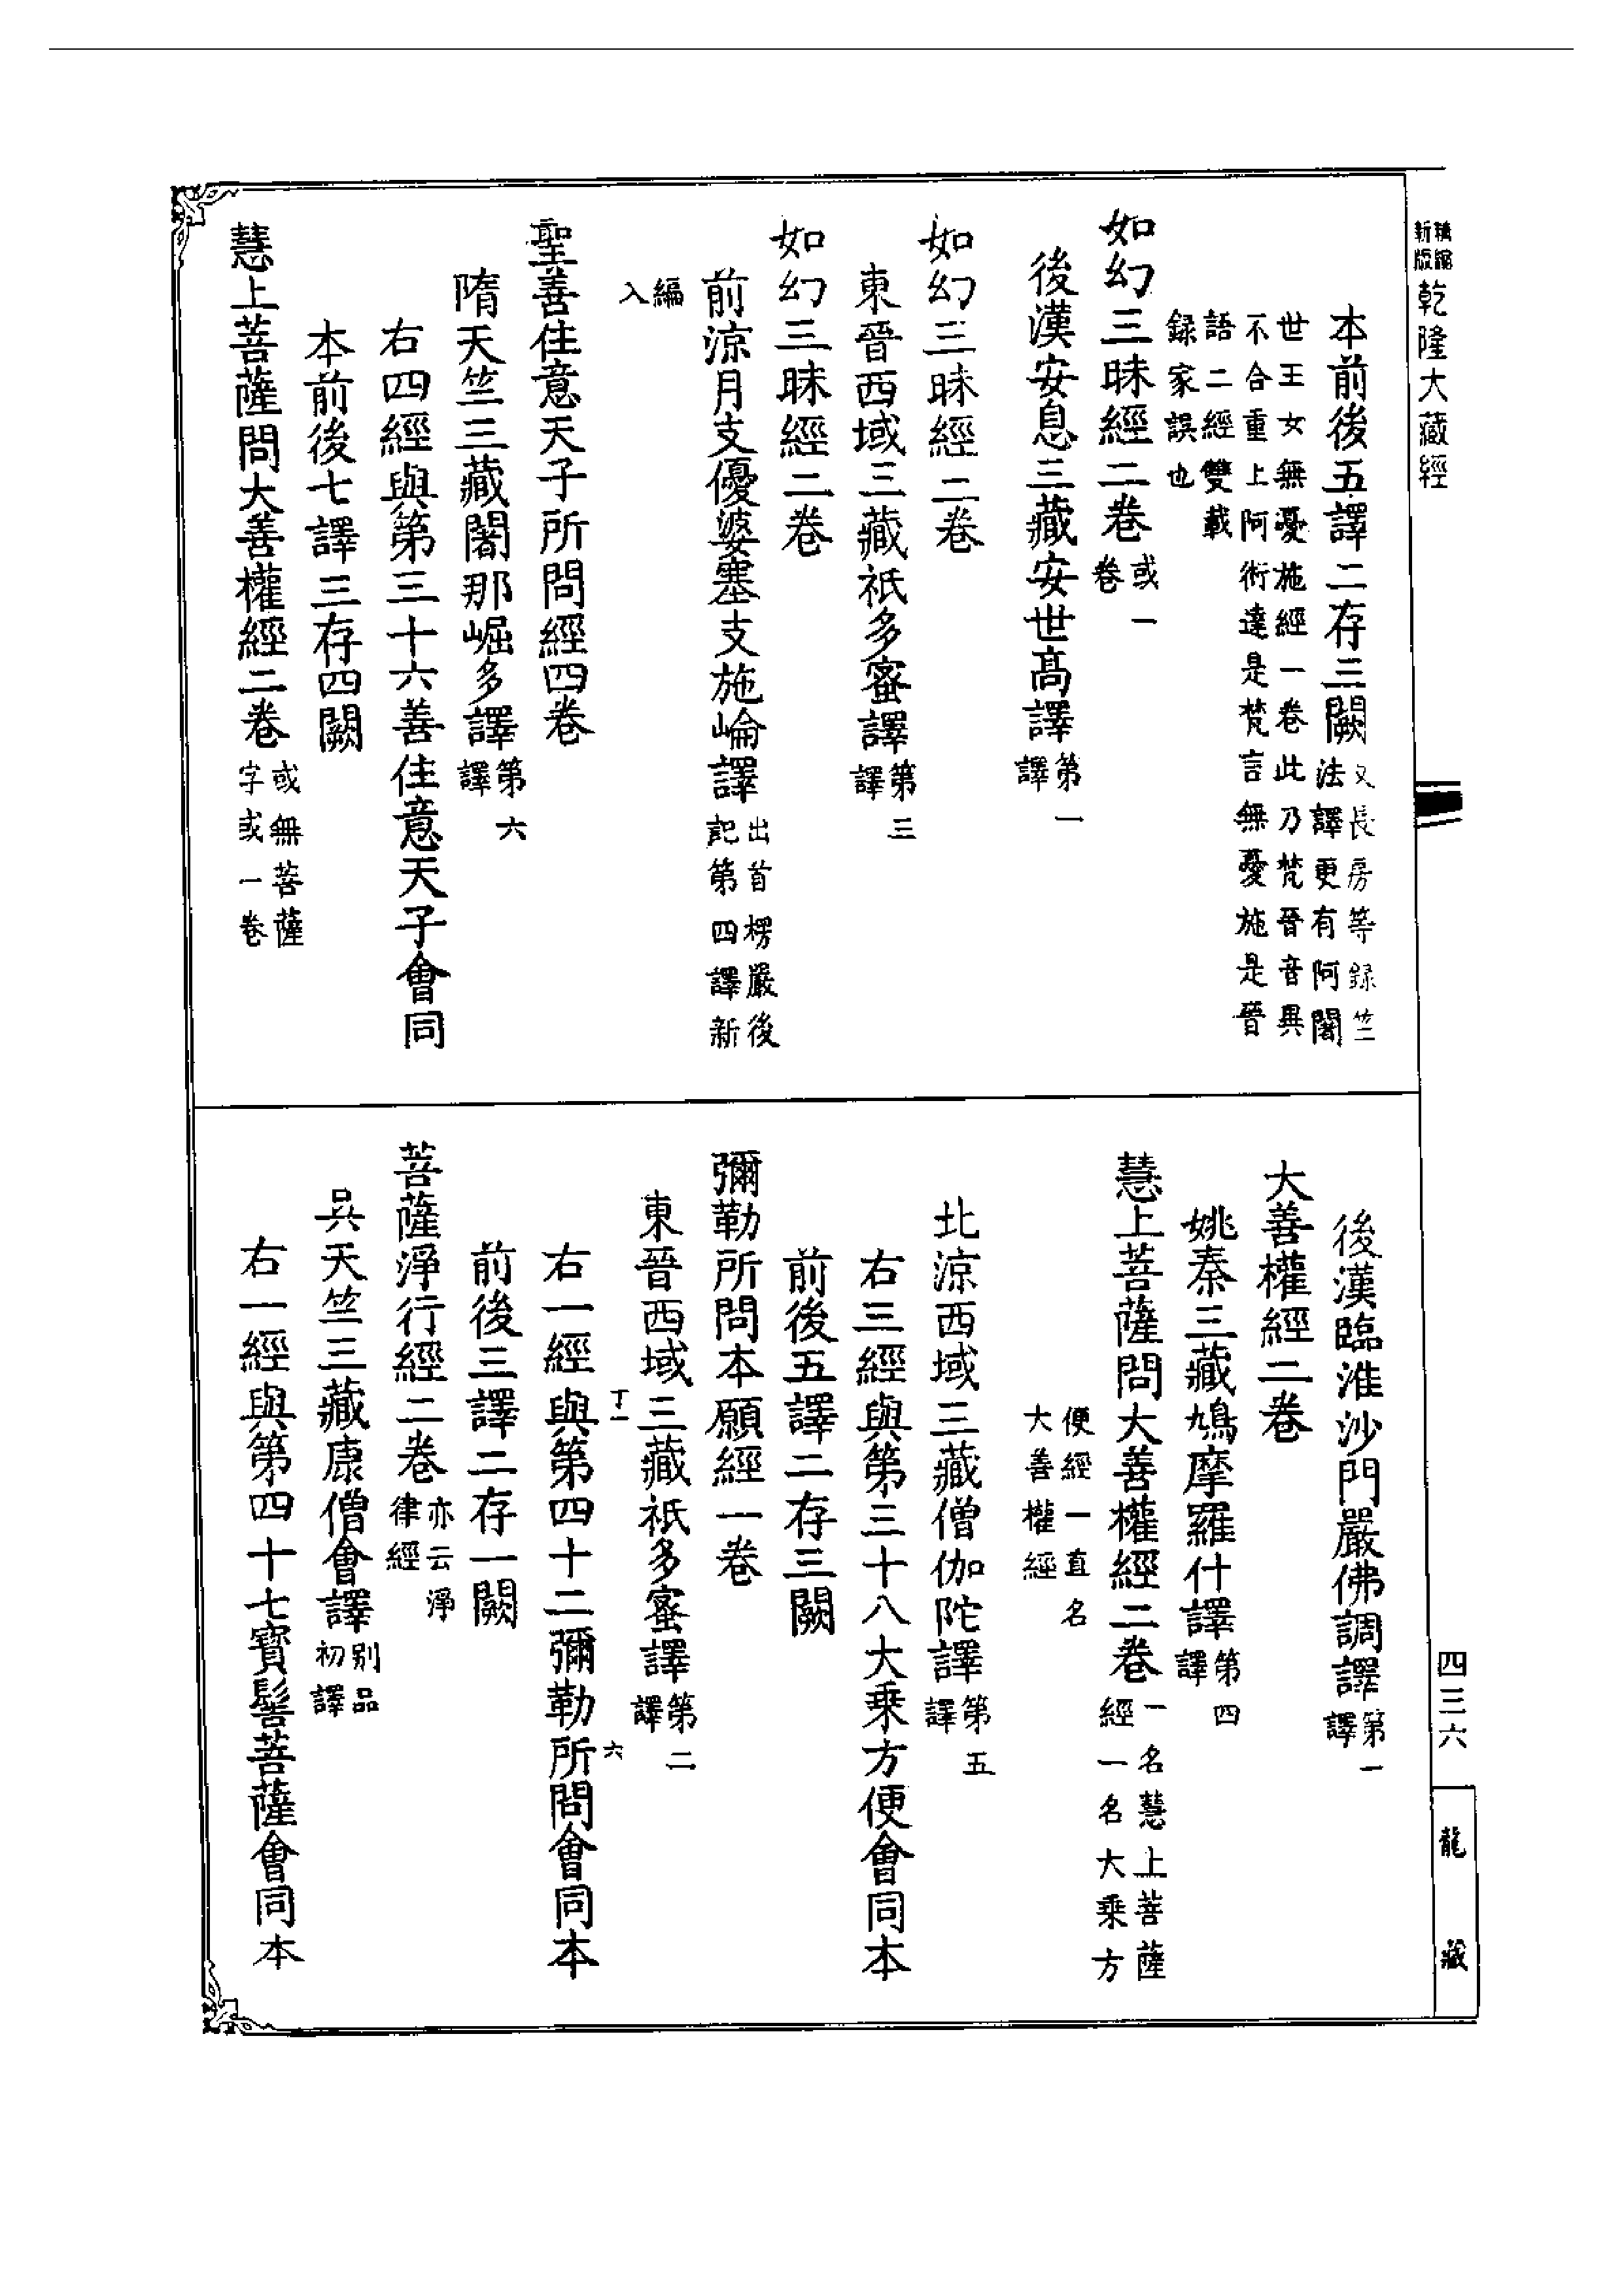 新版
精縮
乾隆大藏經
本前後五譯二存三闕
又長房等錄竺
法譯更有阿闍
世王女無憂施經一卷此乃梵晉音異
不合重上阿術達是梵言無憂施是晉
語二經雙載
録家誤也
如幻三昧經二卷
或一
卷
後漢安息三藏安世高譯
第一
譯
如幻三昧經二卷
東晉西域三藏祇多蜜譯
第三
譯
如幻三昧經二卷
前涼月支優婆塞支施崘譯
出首楞嚴後
記第四譯新
編
入
聖善住意天子所問經四卷
隋天竺三藏闍那崛多譯
第六
譯
右四經與第三十六善住意天子會同
本前後七譯三存四闕
慧上菩薩問大善權經二卷
或無菩薩
字或一卷
後漢臨淮沙門嚴佛調譯
第一
譯
大善權經二卷
姚秦三藏鳩摩羅什譯
第四
譯
慧上菩薩問大善權經二卷
一名慧上菩薩
經一名大乘方
便經一直名
大善權經
北涼西域三藏僧伽陀譯
第五
譯
右三經與第三十八大乘方便會同本
前後五譯二存三闕
彌勒所問本願經一卷
東晉西域三藏祇多蜜譯
第二
譯
丁一
六
右一經與第四十二彌勒所問會同本
前後三譯二存一闕
菩薩淨行經二卷
亦云淨
律經
吳天竺三藏康僧會譯
別品
初譯
右一經與第四十七寶髻菩薩會同本
四三六
龍藏